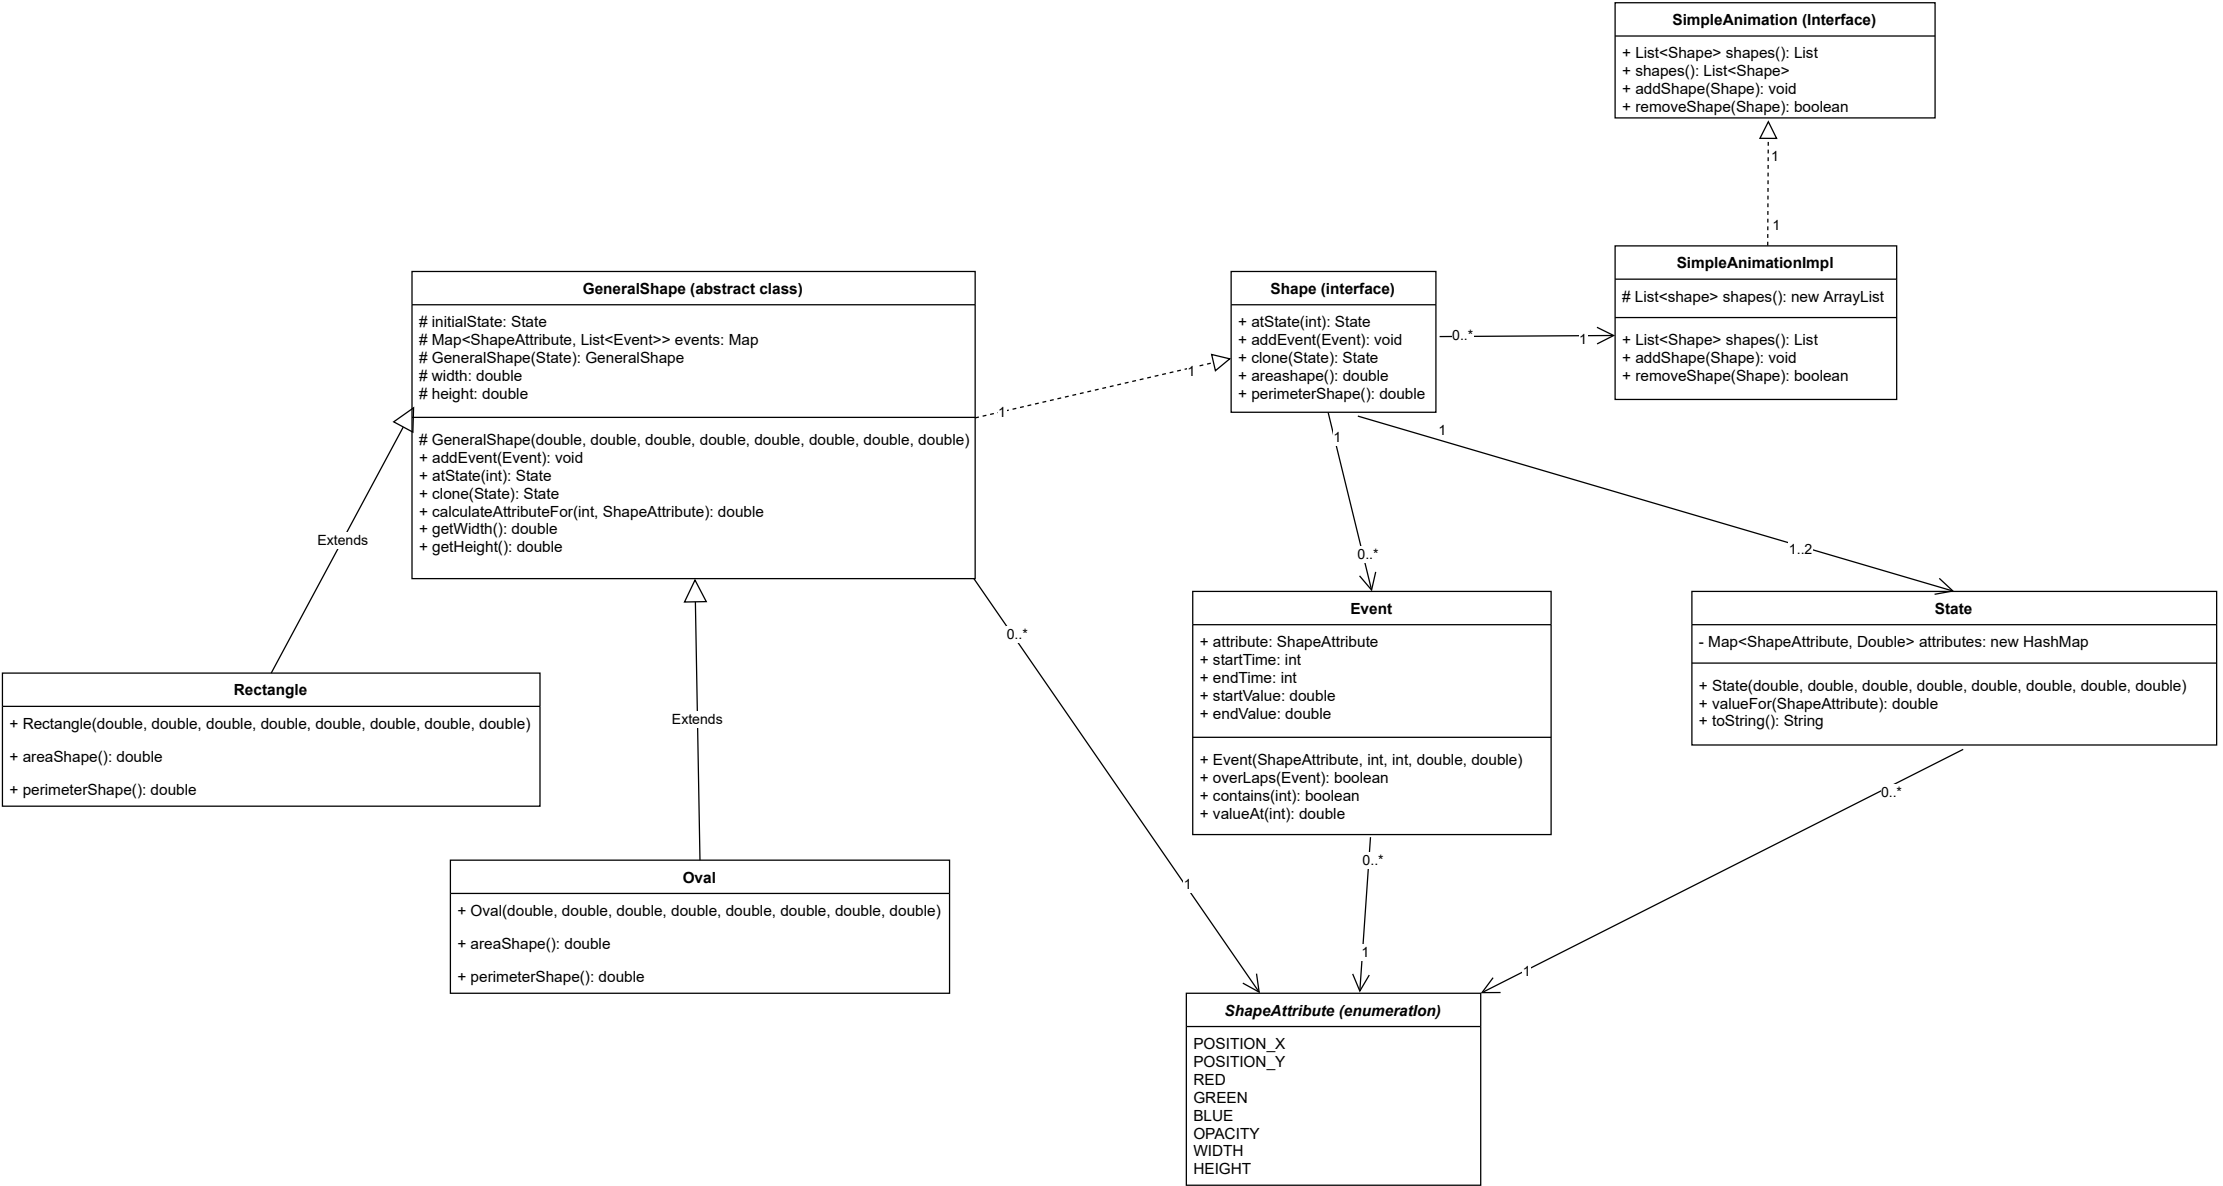 SimpleAnimation (Interface)
+ List<Shape> shapes(): List
+ shapes(): List<Shape>
+ addShape(Shape): void
+ removeShape(Shape): boolean
1
1
SimpleAnimationImpl
# List<shape> shapes(): new ArrayList
+ List<Shape> shapes(): List
+ addShape(Shape): void
+ removeShape(Shape): boolean
GeneralShape (abstract class)
# initialState: State
# Map<ShapeAttribute, List<Event>> events: Map
# GeneralShape(State): GeneralShape
# width: double
# height: double
# GeneralShape(double, double, double, double, double, double, double, double)
+ addEvent(Event): void
+ atState(int): State
+ clone(State): State
+ calculateAttributeFor(int, ShapeAttribute): double
+ getWidth(): double
+ getHeight(): double
1
1
Shape (interface)
+ atState(int): State
+ addEvent(Event): void
+ clone(State): State
+ areashape(): double
+ perimeterShape(): double
0..*
1
1
0..*
1
1..2
Extends
Extends
0..*
1
Rectangle
+ Rectangle(double, double, double, double, double, double, double, double)
+ areaShape(): double
+ perimeterShape(): double
Oval
+ Oval(double, double, double, double, double, double, double, double)
+ areaShape(): double
+ perimeterShape(): double
Event
+ attribute: ShapeAttribute
+ startTime: int
+ endTime: int
+ startValue: double
+ endValue: double
+ Event(ShapeAttribute, int, int, double, double)
+ overLaps(Event): boolean
+ contains(int): boolean
+ valueAt(int): double
State
- Map<ShapeAttribute, Double> attributes: new HashMap
+ State(double, double, double, double, double, double, double, double)
+ valueFor(ShapeAttribute): double
+ toString(): String
0..*
1
0..*
1
ShapeAttribute (enumeratIon)
POSITION_X
POSITION_Y
RED
GREEN
BLUE
OPACITY
WIDTH
HEIGHT